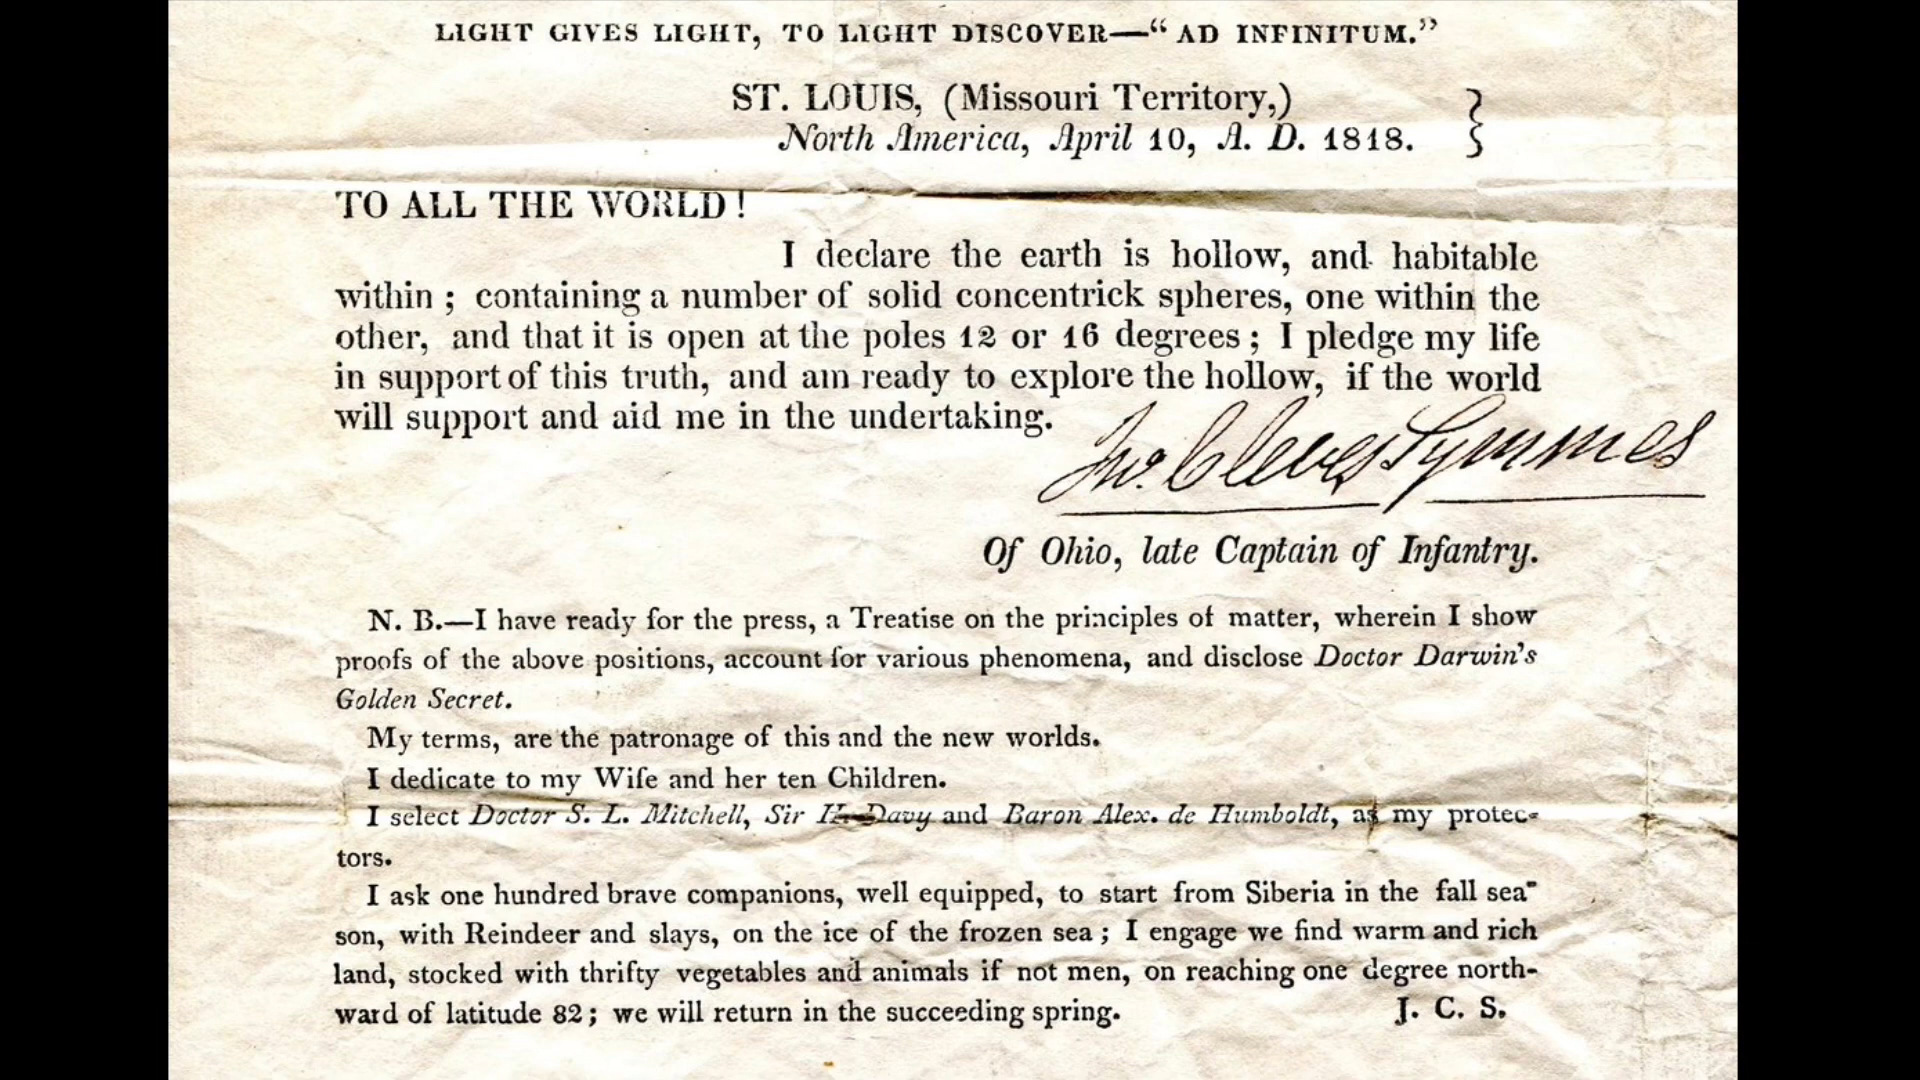 LIGHT GIVES LIGHT, TO LIGHT DISCOVER—“AD INFINITUM.”
ST. LOUIS, (Missouri Territory,)
North America, April 10, A. D. 1818.
TO ALL THE WORLD!
I declare the earth is hollow, and habitable
within; containing a number of solid concentrick spheres, one within the
other, and that it is open at the poles 12 or 16 degrees; I pledge my life
in support of this truth, and am ready to explore the hollow, if the world
will support and aid me in the undertaking.
Jno. Cleves Symmes
Of Ohio, late Captain of Infantry.
N. B.—I have ready for the press, a Treatise on the principles of matter, wherein I show
proofs of the above positions, account for various phenomena, and disclose Doctor Darwin's
Golden Secret.
My terms, are the patronage of this and the new worlds.
I dedicate to my Wife and her ten Children.
I select Doctor S. L. Mitchell, Sir H. Davy and Baron Alex. de Humboldt, as my protec-
tors.
I ask one hundred brave companions, well equipped, to start from Siberia in the fall sea-
son, with Reindeer and slays, on the ice of the frozen sea; I engage we find warm and rich
land, stocked with thrifty vegetables and animals if not men, on reaching one degree north-
ward of latitude 82; we will return in the succeeding spring. J. C. S.